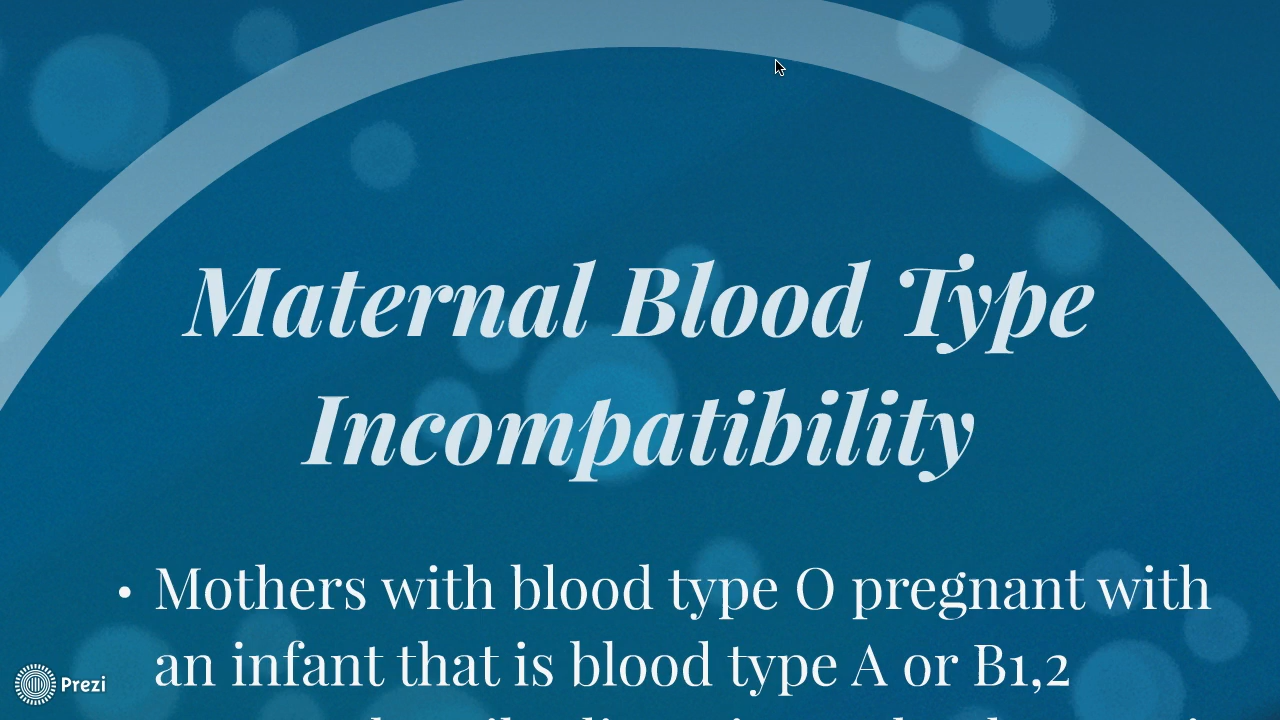 Maternal Blood Type
Incompatibility
• Mothers with blood type O pregnant with
an infant that is blood type A or B1,2
Prezi